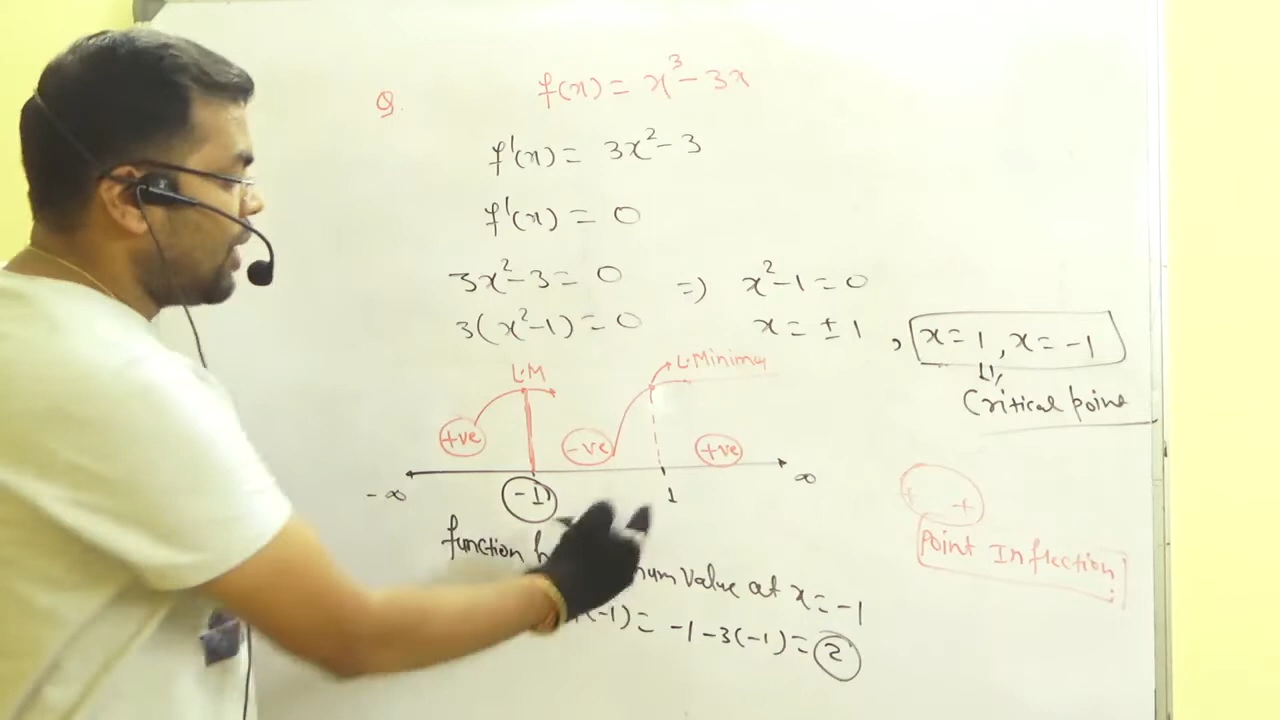 Q. f(x) = x³ - 3x
f'(x) = 3x² - 3
f'(x) = 0
3x² - 3 = 0 => x² - 1 = 0
3(x² - 1) = 0 x = ± 1 , x = 1 , x = -1
Critical point
L.M L.Minima
+ve -ve +ve
-∞ -1 1 ∞
+ +
Point Inflection
function value at x = -1
(-1) = -1 - 3(-1) = 2